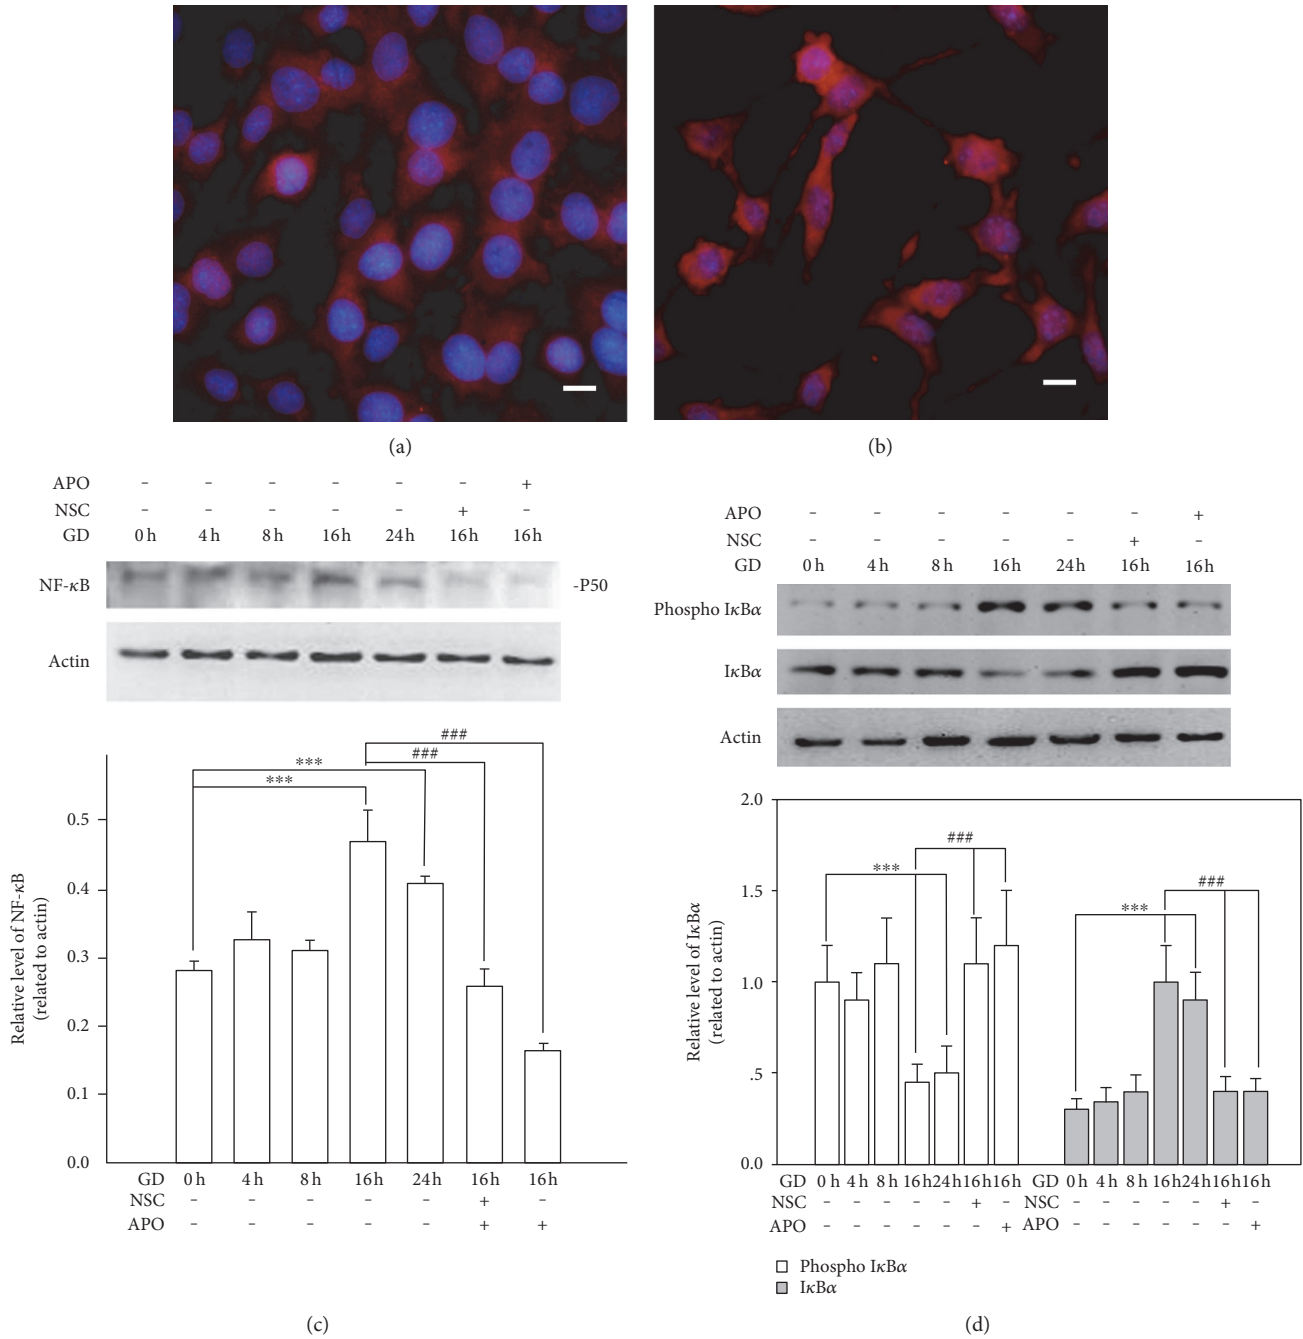 (a)
(b)
APO – – – – – – +
NSC – – – – – + –
GD 0 h 4 h 8 h 16 h 24 h 16 h 16 h
NF-κB
-P50
Actin
###
###
***
***
Relative level of NF-κB
(related to actin)
0.5
0.4
0.3
0.2
0.1
0.0
GD 0 h 4 h 8 h 16 h 24 h 16 h 16 h
NSC – – – – – + –
APO – – – – – + +
(c)
APO – – – – – – +
NSC – – – – – + –
GD 0 h 4 h 8 h 16 h 24 h 16 h 16 h
Phospho IκBα
IκBα
Actin
Relative level of IκBα
(related to actin)
2.0
1.5
1.0
.5
0.0
###
***
###
***
GD 0 h 4 h 8 h 16 h 24 h 16 h 16 h GD 0 h 4 h 8 h 16 h 24 h 16 h 16 h
NSC – – – – – + – NSC – – – – – + –
APO – – – – – – + APO – – – – – – +
Phospho IκBα
IκBα
(d)